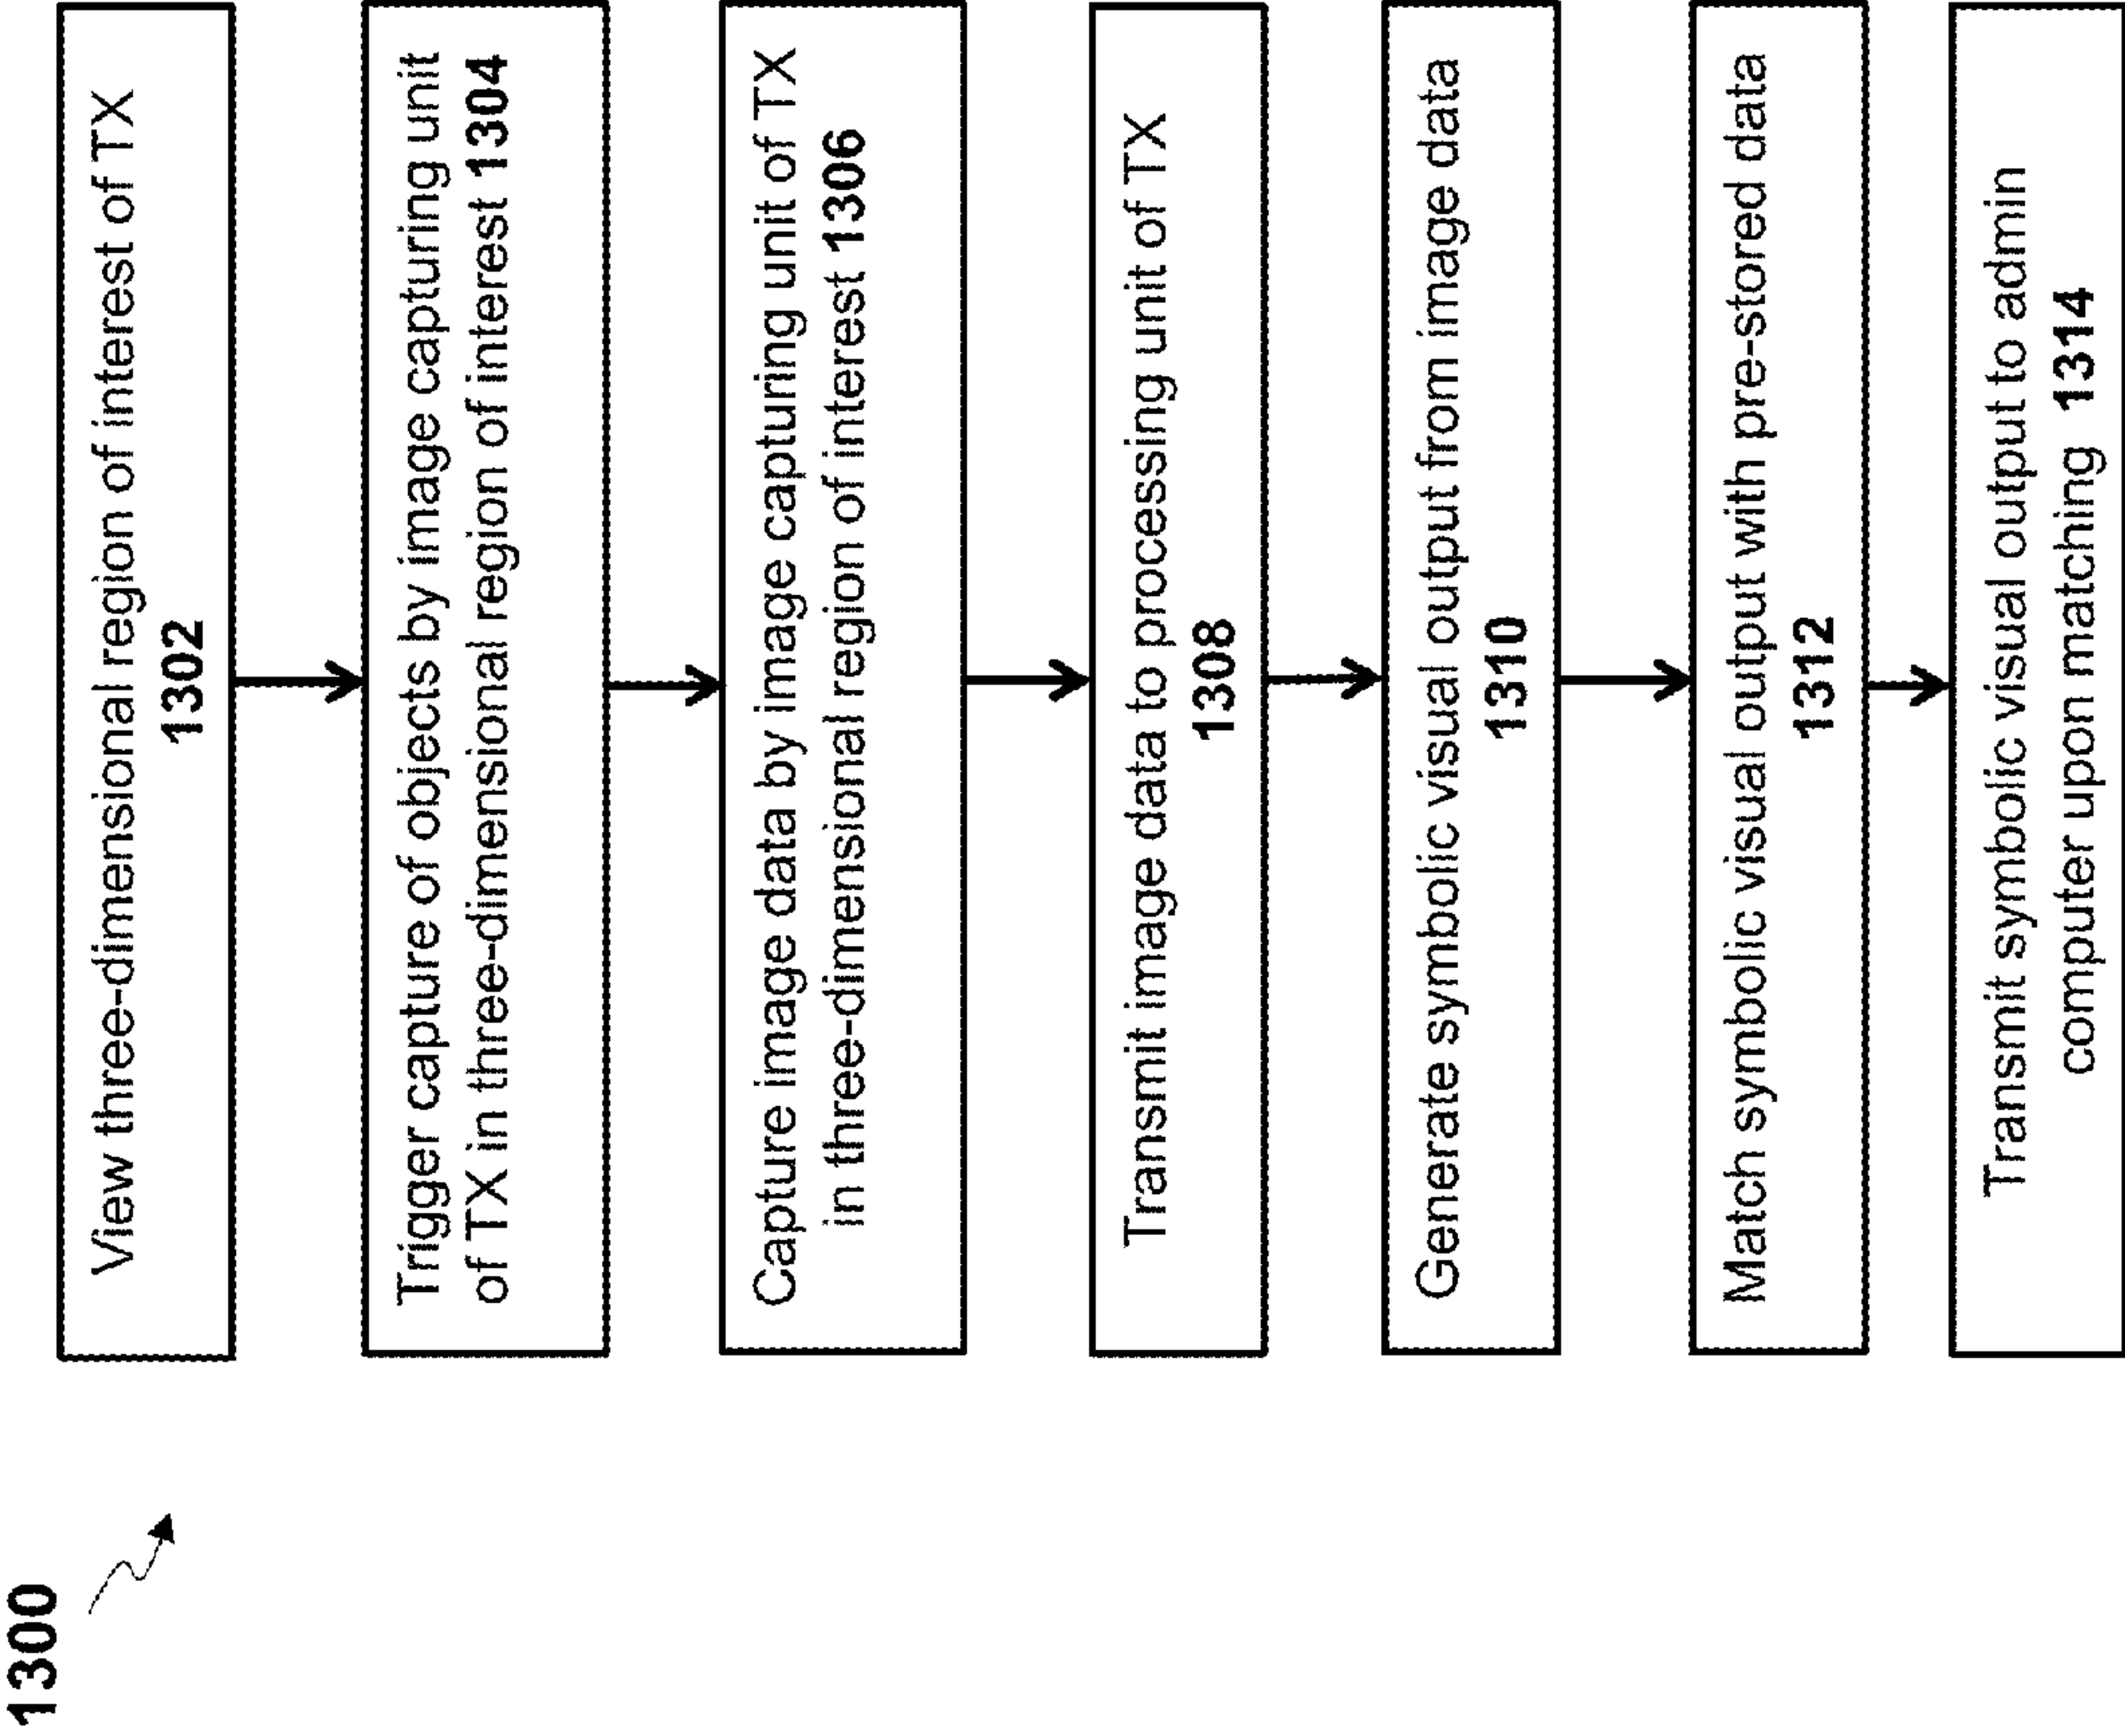 1300
View three-dimensional region of interest of TX
1302
Trigger capture of objects by image capturing unit
of TX in three-dimensional region of interest 1304
Capture image data by image capturing unit of TX
in three-dimensional region of interest 1306
Transmit image data to processing unit of TX
1308
Generate symbolic visual output from image data
1310
Match symbolic visual output with pre-stored data
1312
Transmit symbolic visual output to admin
computer upon matching 1314